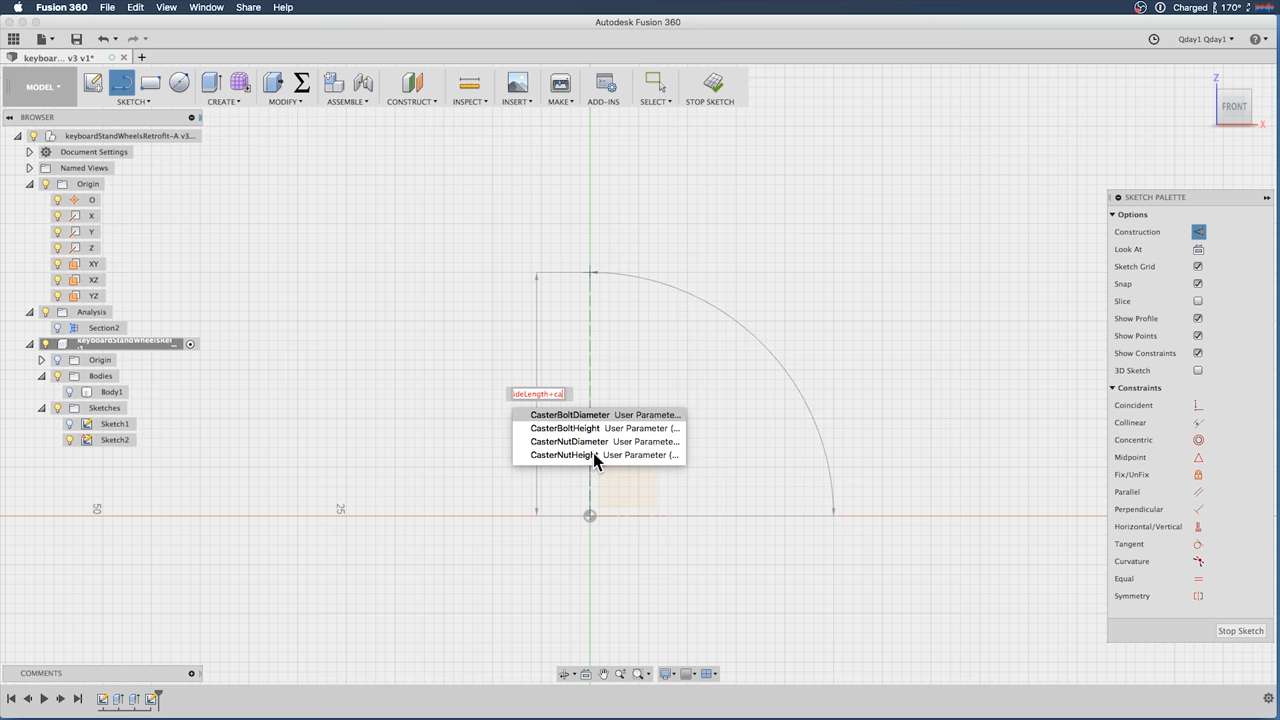 Fusion 360 File Edit View Window Share Help Charged 170°
Autodesk Fusion 360
Qday1 Qday1
keyboar... v3 v1*
MODEL SKETCH CREATE MODIFY ASSEMBLE CONSTRUCT INSPECT INSERT MAKE ADD-INS SELECT STOP SKETCH
BROWSER
keyboardStandWheelsRetrofit-A v3...
Document Settings
Named Views
Origin
O
X
Y
Z
XY
XZ
YZ
Analysis
Section2
Origin
Bodies
Body1
Sketches
Sketch1
Sketch2
Z
FRONT
X
50
25
ideLength+ca
CasterBoltDiameter User Paramete...
CasterBoltHeight User Parameter (...
CasterNutDiameter User Paramete...
CasterNutHeight User Parameter (...
SKETCH PALETTE
Options
Construction
Look At
Sketch Grid
Snap
Slice
Show Profile
Show Points
Show Constraints
3D Sketch
Constraints
Coincident
Collinear
Concentric
Midpoint
Fix/UnFix
Parallel
Perpendicular
Horizontal/Vertical
Tangent
Curvature
Equal
Symmetry
Stop Sketch
COMMENTS